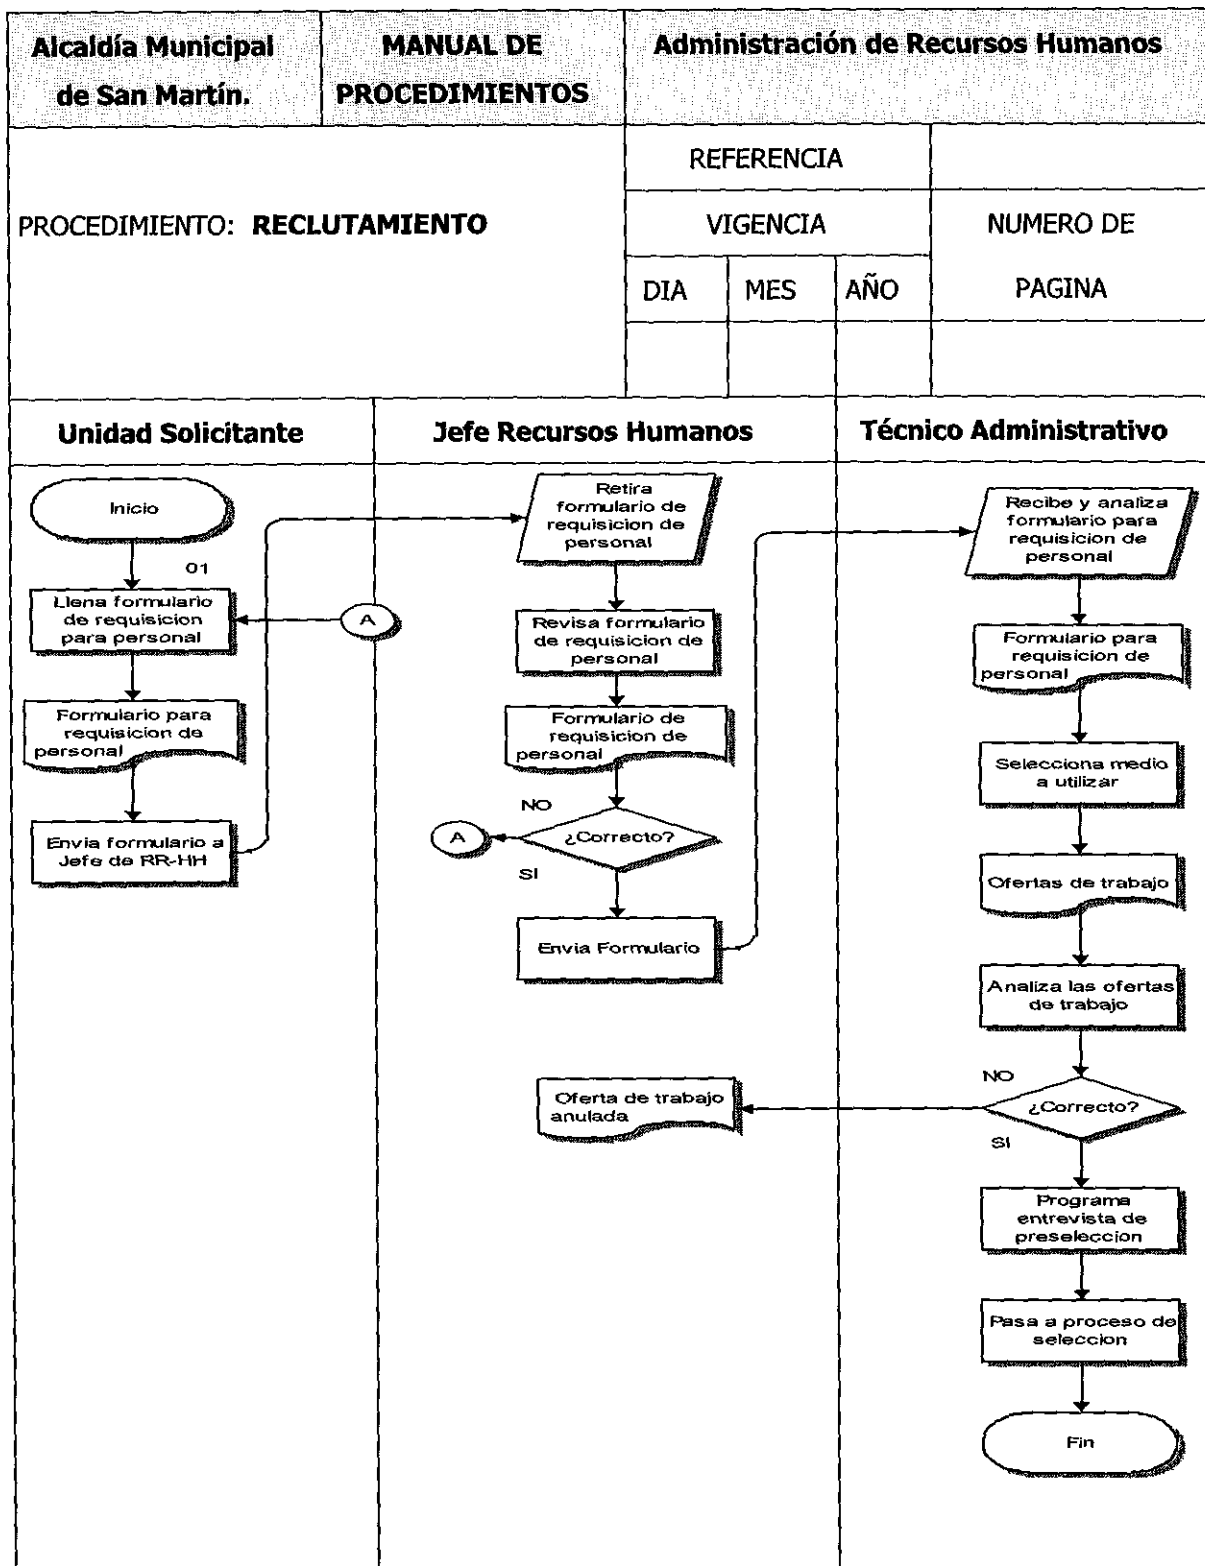 Alcaldía Municipal
de San Martín.
MANUAL DE
PROCEDIMIENTOS
Administración de Recursos Humanos
PROCEDIMIENTO: RECLUTAMIENTO
REFERENCIA
VIGENCIA
NUMERO DE
PAGINA
DIA
MES
AÑO
Unidad Solicitante
Jefe Recursos Humanos
Técnico Administrativo
Inicio
01
Llena formulario
de requisicion
para personal
A
Formulario para
requisicion de
personal
Envia formulario a
Jefe de RR-HH
Retira
formulario de
requisicion de
personal
Revisa formulario
de requisicion de
personal
Formulario de
requisicion de
personal
NO
¿Correcto?
A
SI
Envia Formulario
Oferta de trabajo
anulada
Recibe y analiza
formulario para
requisicion de
personal
Formulario para
requisicion de
personal
Selecciona medio
a utilizar
Ofertas de trabajo
Analiza las ofertas
de trabajo
NO
¿Correcto?
SI
Programa
entrevista de
preseleccion
Pasa a proceso de
seleccion
Fin